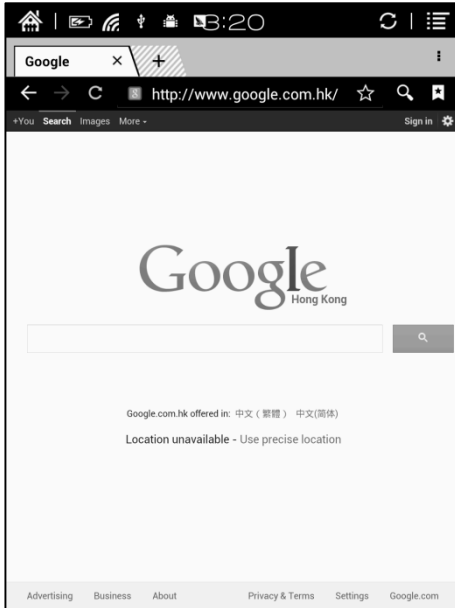 3:20
Google
http://www.google.com.hk/
+You Search Images More Sign in
Google
Hong Kong
Google.com.hk offered in: 中文（繁體） 中文(简体)
Location unavailable - Use precise location
Advertising Business About Privacy & Terms Settings Google.com